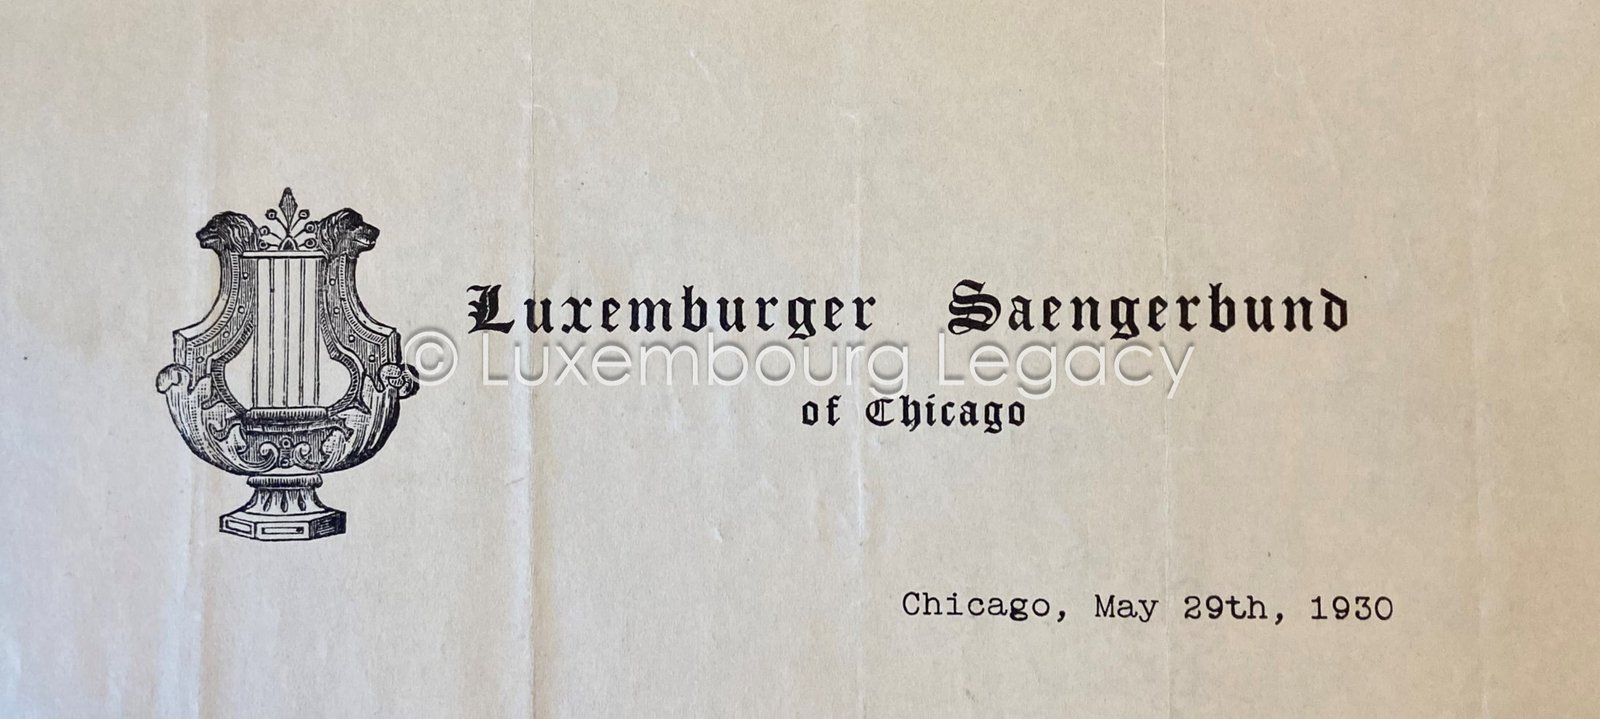 Luxemburger Saengerbund
© Luxembourg Legacy
of Chicago
Chicago, May 29th, 1930